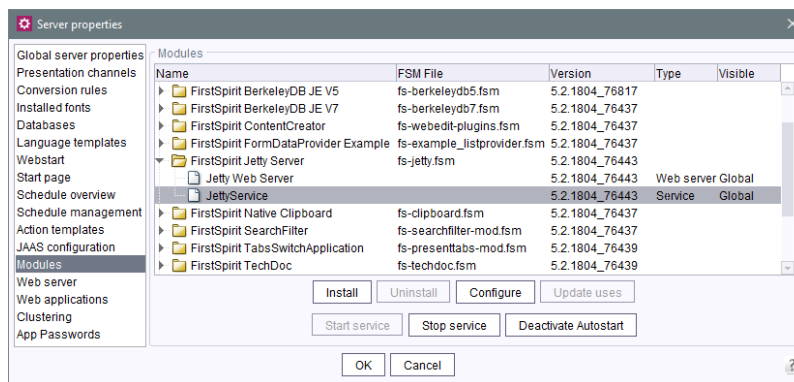 Server properties
Global server properties
Presentation channels
Conversion rules
Installed fonts
Databases
Language templates
Webstart
Start page
Schedule overview
Schedule management
Action templates
JAAS configuration
Modules
Web server
Web applications
Clustering
App Passwords
Modules
Name FSM File Version Type Visible
FirstSpirit BerkeleyDB JE V5 fs-berkeleydb5.fsm 5.2.1804_76817
FirstSpirit BerkeleyDB JE V7 fs-berkeleydb7.fsm 5.2.1804_76437
FirstSpirit ContentCreator fs-webedit-plugins.fsm 5.2.1804_76437
FirstSpirit FormDataProvider Example fs-example_listprovider.fsm 5.2.1804_76437
FirstSpirit Jetty Server fs-jetty.fsm 5.2.1804_76443
Jetty Web Server 5.2.1804_76443 Web server Global
JettyService 5.2.1804_76443 Service Global
FirstSpirit Native Clipboard fs-clipboard.fsm 5.2.1804_76437
FirstSpirit SearchFilter fs-searchfilter-mod.fsm 5.2.1804_76437
FirstSpirit TabsSwitchApplication fs-presenttabs-mod.fsm 5.2.1804_76439
FirstSpirit TechDoc fs-techdoc.fsm 5.2.1804_76439
Install Uninstall Configure Update uses
Start service Stop service Deactivate Autostart
OK Cancel ?